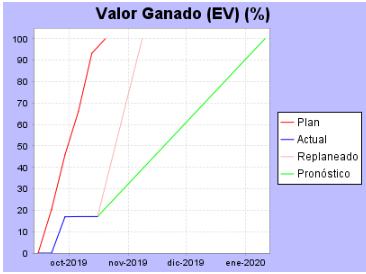 Valor Ganado (EV) (%)
100
90
80
70
60
50
40
30
20
10
0
oct-2019 nov-2019 dic-2019 ene-2020
Plan
Actual
Replaneado
Pronóstico